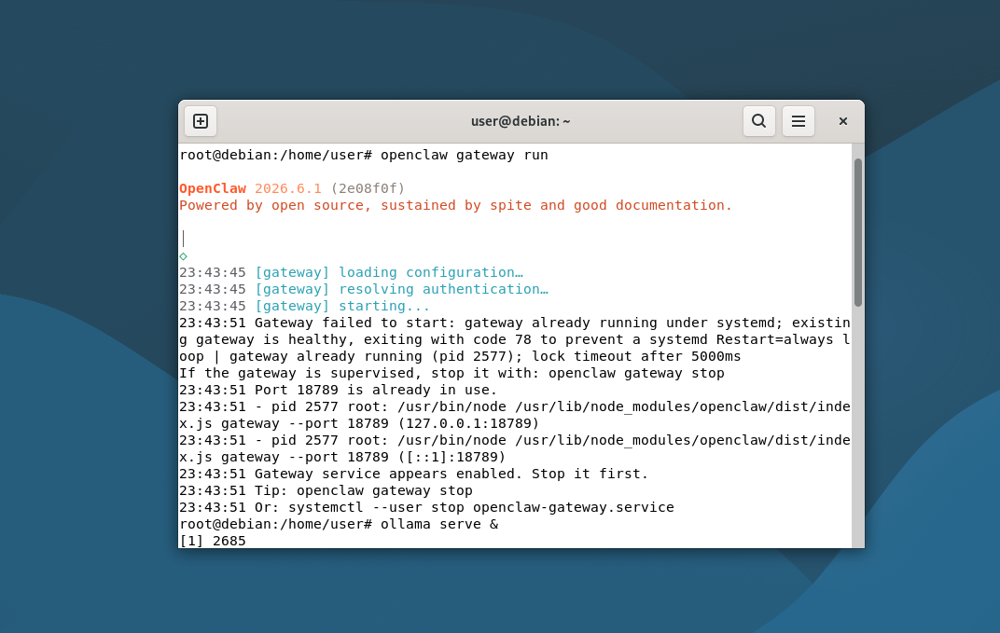 user@debian: ~
root@debian:/home/user# openclaw gateway run
OpenClaw 2026.6.1 (2e08f0f)
Powered by open source, sustained by spite and good documentation.
│
◇
23:43:45 [gateway] loading configuration…
23:43:45 [gateway] resolving authentication…
23:43:45 [gateway] starting...
23:43:51 Gateway failed to start: gateway already running under systemd; existin
g gateway is healthy, exiting with code 78 to prevent a systemd Restart=always l
oop | gateway already running (pid 2577); lock timeout after 5000ms
If the gateway is supervised, stop it with: openclaw gateway stop
23:43:51 Port 18789 is already in use.
23:43:51 - pid 2577 root: /usr/bin/node /usr/lib/node_modules/openclaw/dist/inde
x.js gateway --port 18789 (127.0.0.1:18789)
23:43:51 - pid 2577 root: /usr/bin/node /usr/lib/node_modules/openclaw/dist/inde
x.js gateway --port 18789 ([::1]:18789)
23:43:51 Gateway service appears enabled. Stop it first.
23:43:51 Tip: openclaw gateway stop
23:43:51 Or: systemctl --user stop openclaw-gateway.service
root@debian:/home/user# ollama serve &
[1] 2685